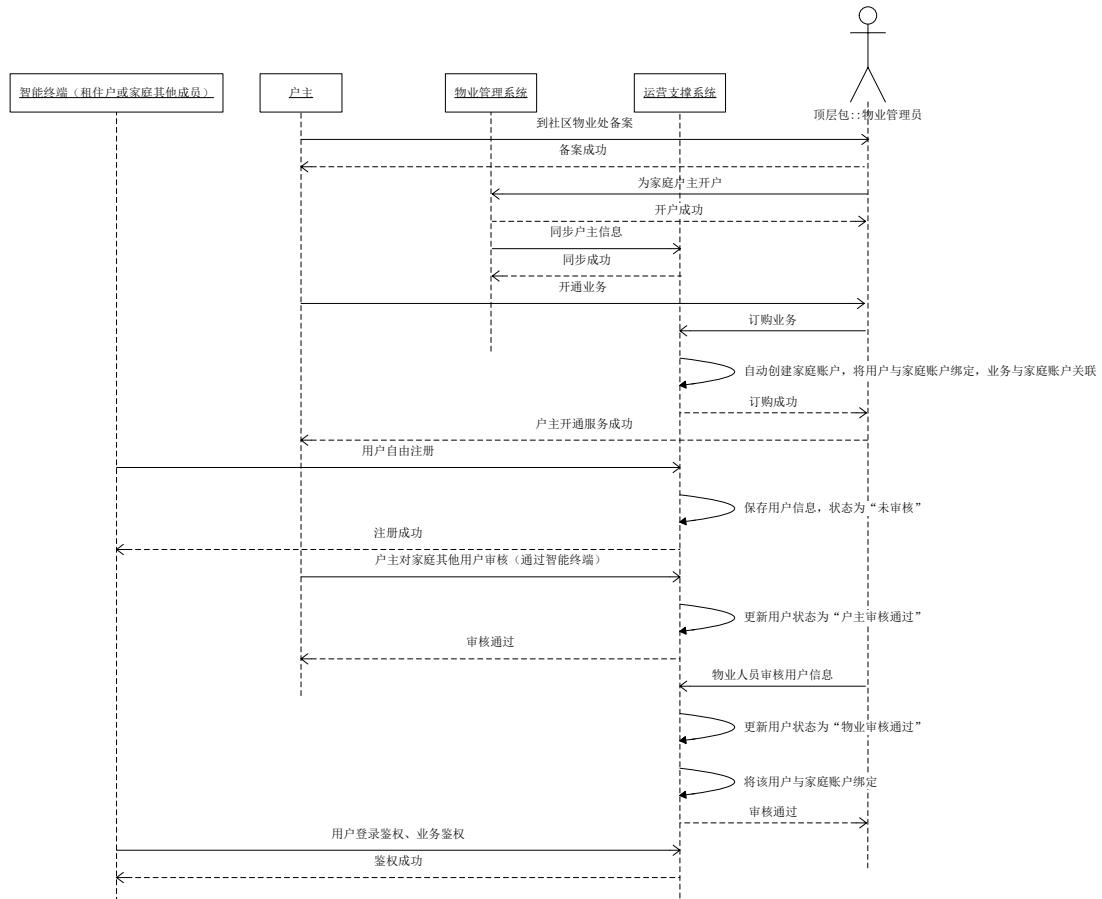 智能终端（租住户或家庭其他成员）
户主
物业管理系统
运营支撑系统
顶层包::物业管理员
到社区物业处备案
备案成功
为家庭户主开户
开户成功
同步户主信息
同步成功
开通业务
订购业务
自动创建家庭账户，将用户与家庭账户绑定，业务与家庭账户关联
订购成功
户主开通服务成功
用户自由注册
保存用户信息，状态为“未审核”
注册成功
户主对家庭其他用户审核（通过智能终端）
更新用户状态为“户主审核通过”
审核通过
物业人员审核用户信息
更新用户状态为“物业审核通过”
将该用户与家庭账户绑定
审核通过
用户登录鉴权、业务鉴权
鉴权成功